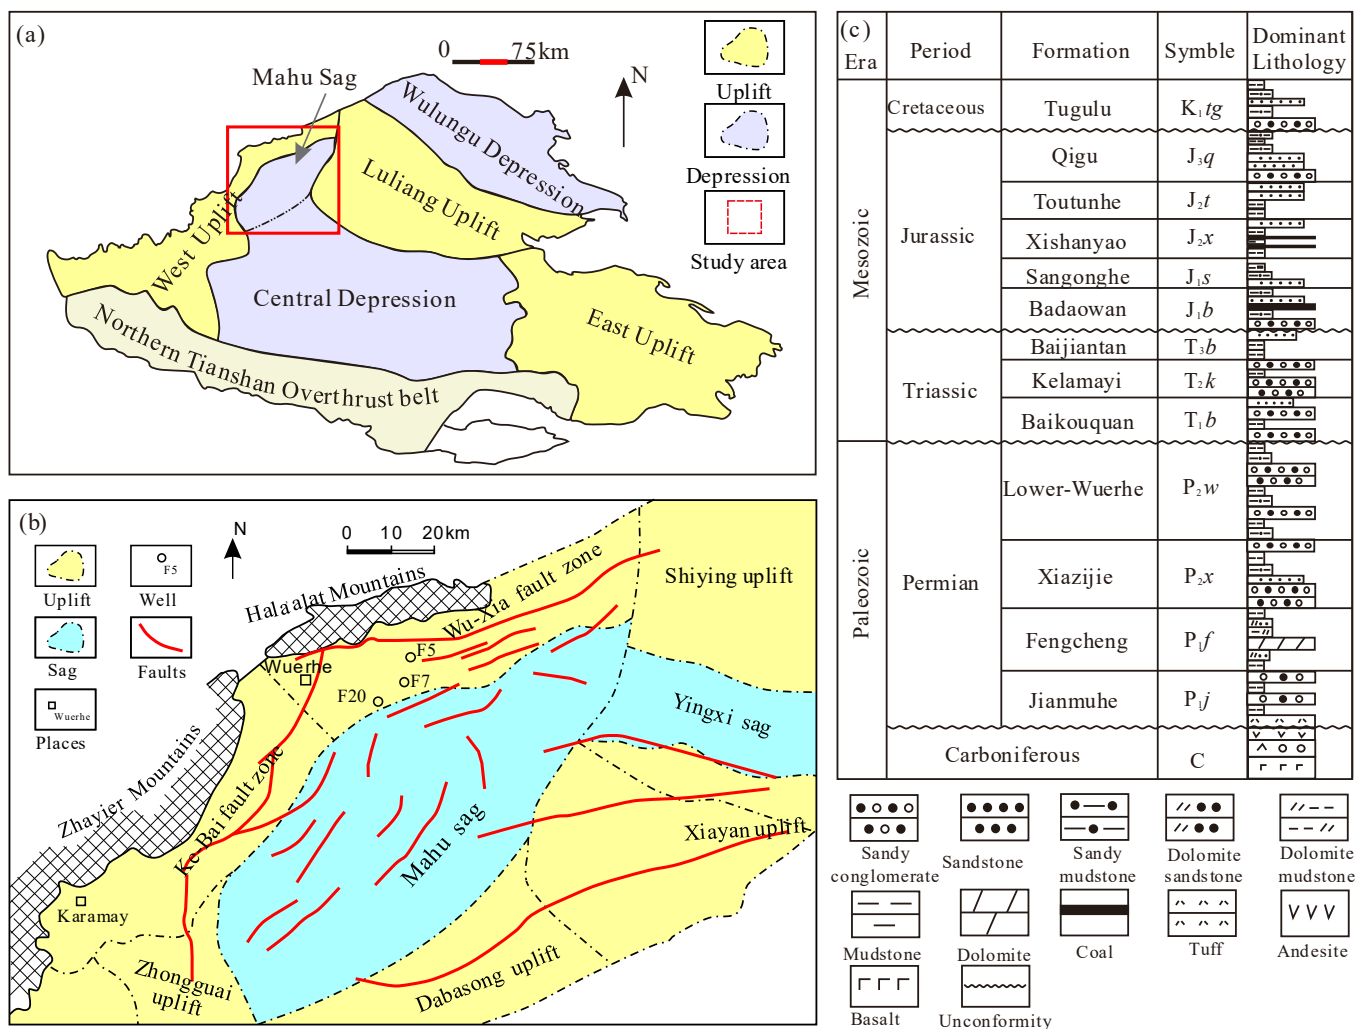 (a)
0 75km
N
Mahu Sag
Wulungu Depression
Luliang Uplift
West Uplift
Central Depression
East Uplift
Northern Tianshan Overthrust belt
Uplift
Depression
Study area
(b)
N
0 10 20km
F5
Uplift
Well
Sag
Faults
Wuerhe
Places
Halaalat Mountains
Wu-Xia fault zone
Shiying uplift
Wuerhe
F5
F7
F20
Yingxi sag
Zhayier Mountains
Ke-Bai fault zone
Mahu sag
Xiayan uplift
Karamay
Zhongguai
uplift
Dabasong uplift
(c)
Era
Period
Formation
Symble
Dominant
Lithology
Mesozoic
Cretaceous
Tugulu
K1tg
Jurassic
Qigu
J3q
Toutunhe
J2t
Xishanyao
J2x
Sangonghe
J1s
Badaowan
J1b
Triassic
Baijiantan
T3b
Kelamayi
T2k
Baikouquan
T1b
Paleozoic
Permian
Lower-Wuerhe
P2w
Xiazijie
P2x
Fengcheng
P1f
Jianmuhe
P1j
Carboniferous
C
Sandy
conglomerate
Sandstone
Sandy
mudstone
Dolomite
sandstone
Dolomite
mudstone
Mudstone
Dolomite
Coal
Tuff
Andesite
Basalt
Unconformity